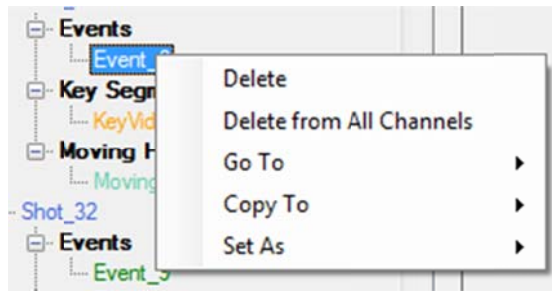 Events
Event_
Delete
Key Segm
Delete from All Channels
KeyVid
Go To
Moving H
Moving
Copy To
Shot_32
Events
Set As
Event_9